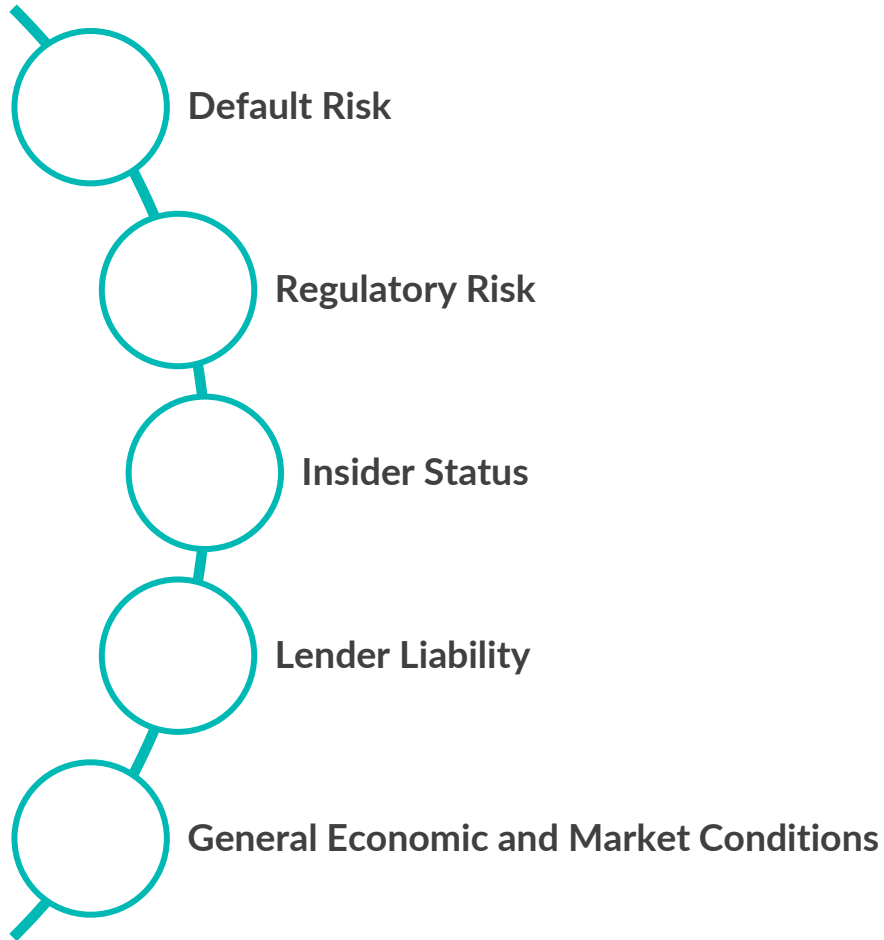 Default Risk
Regulatory Risk
Insider Status
Lender Liability
General Economic and Market Conditions